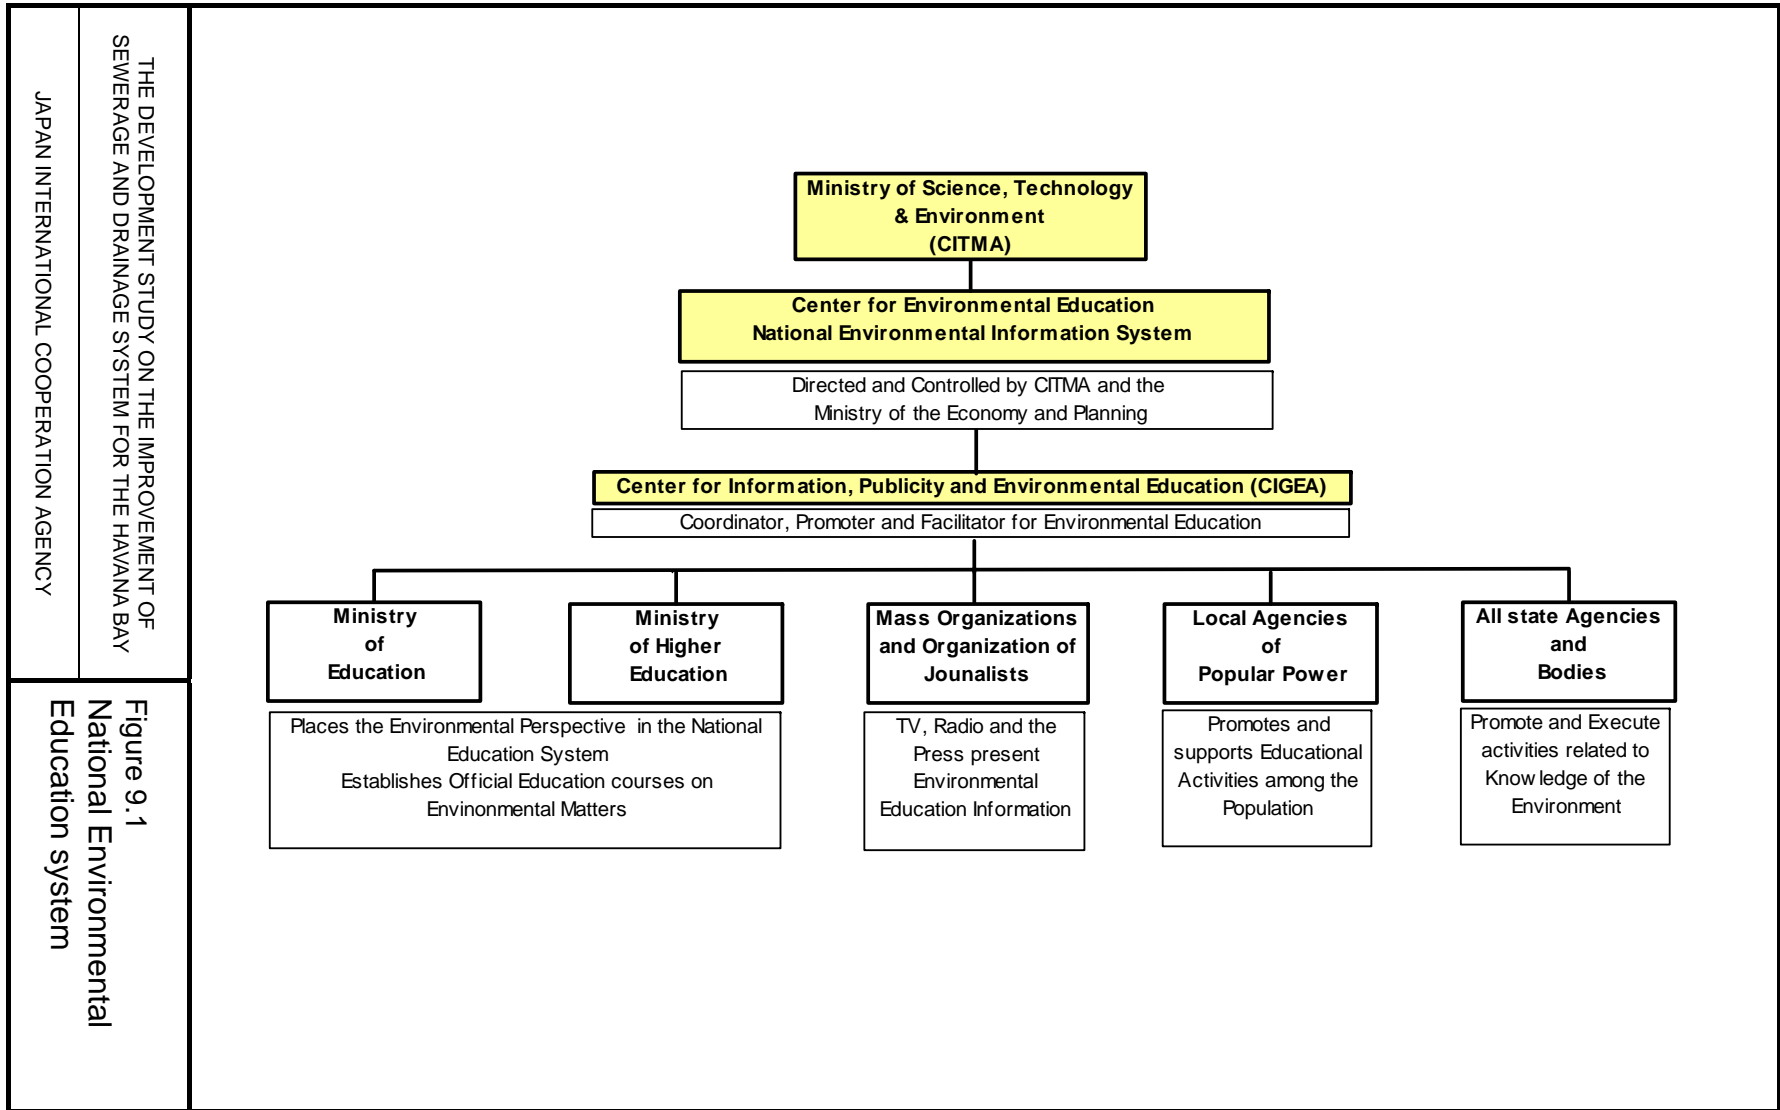 THE DEVELOPMENT STUDY ON THE IMPROVEMENT OF
SEWERAGE AND DRAINAGE SYSTEM FOR THE HAVANA BAY
JAPAN INTERNATIONAL COOPERATION AGENCY
Figure 9.1
National Environmental
Education system
Ministry of Science, Technology
& Environment
(CITMA)
Center for Environmental Education
National Environmental Information System
Directed and Controlled by CITMA and the
Ministry of the Economy and Planning
Center for Information, Publicity and Environmental Education (CIGEA)
Coordinator, Promoter and Facilitator for Environmental Education
Ministry
of
Education
Ministry
of Higher
Education
Places the Environmental Perspective in the National
Education System
Establishes Official Education courses on
Envinonmental Matters
Mass Organizations
and Organization of
Jounalists
TV, Radio and the
Press present
Environmental
Education Information
Local Agencies
of
Popular Power
Promotes and
supports Educational
Activities among the
Population
All state Agencies
and
Bodies
Promote and Execute
activities related to
Knowledge of the
Environment